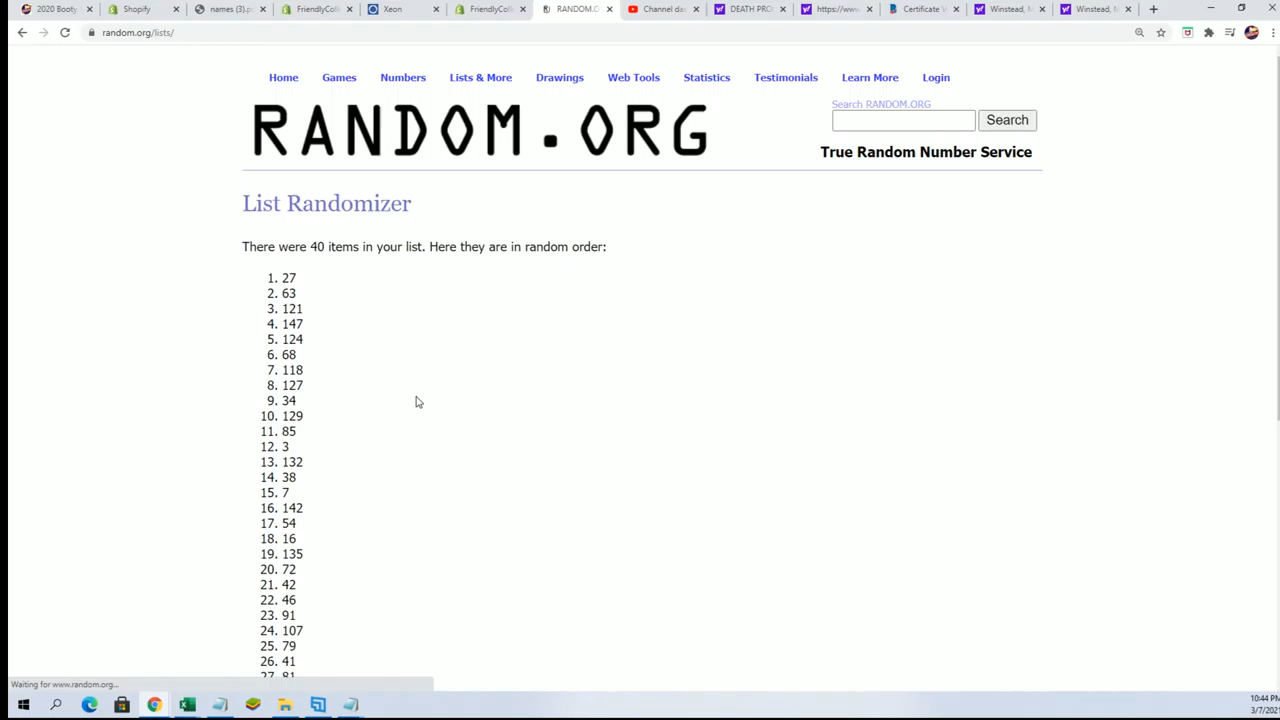 2020 Booty
Shopify
names (3).p
FriendlyColl
Xeon
FriendlyColl
RANDOM.O
Channel da
DEATH PRO
https://www.
Certificate V
Winstead, M
Winstead, M
random.org/lists/
Home Games Numbers Lists & More Drawings Web Tools Statistics Testimonials Learn More Login
RANDOM.ORG
Search RANDOM.ORG
Search
True Random Number Service
List Randomizer
There were 40 items in your list. Here they are in random order:
1. 27
2. 63
3. 121
4. 147
5. 124
6. 68
7. 118
8. 127
9. 34
10. 129
11. 85
12. 3
13. 132
14. 38
15. 7
16. 142
17. 54
18. 16
19. 135
20. 72
21. 42
22. 46
23. 91
24. 107
25. 79
26. 41
27. 81
Waiting for www.random.org...
10:44 PM
3/7/2021